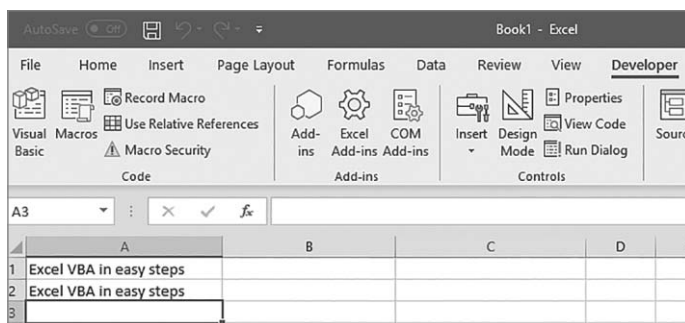 AutoSave Off Book1 - Excel
File Home Insert Page Layout Formulas Data Review View Developer
Visual Basic
Macros
Record Macro
Use Relative References
Macro Security
Code
Add-ins
Excel Add-ins
COM Add-ins
Add-ins
Insert
Design Mode
Properties
View Code
Run Dialog
Controls
Sourc
A3 fx
A B C D
1 Excel VBA in easy steps
2 Excel VBA in easy steps
3